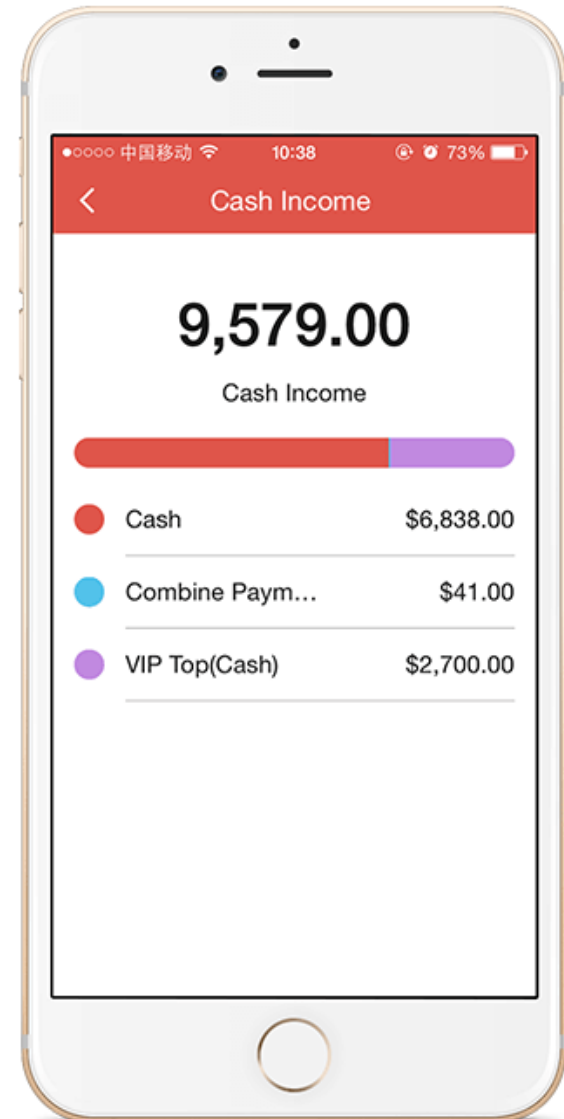 中国移动 10:38 73%
Cash Income
9,579.00
Cash Income
Cash $6,838.00
Combine Paym... $41.00
VIP Top(Cash) $2,700.00